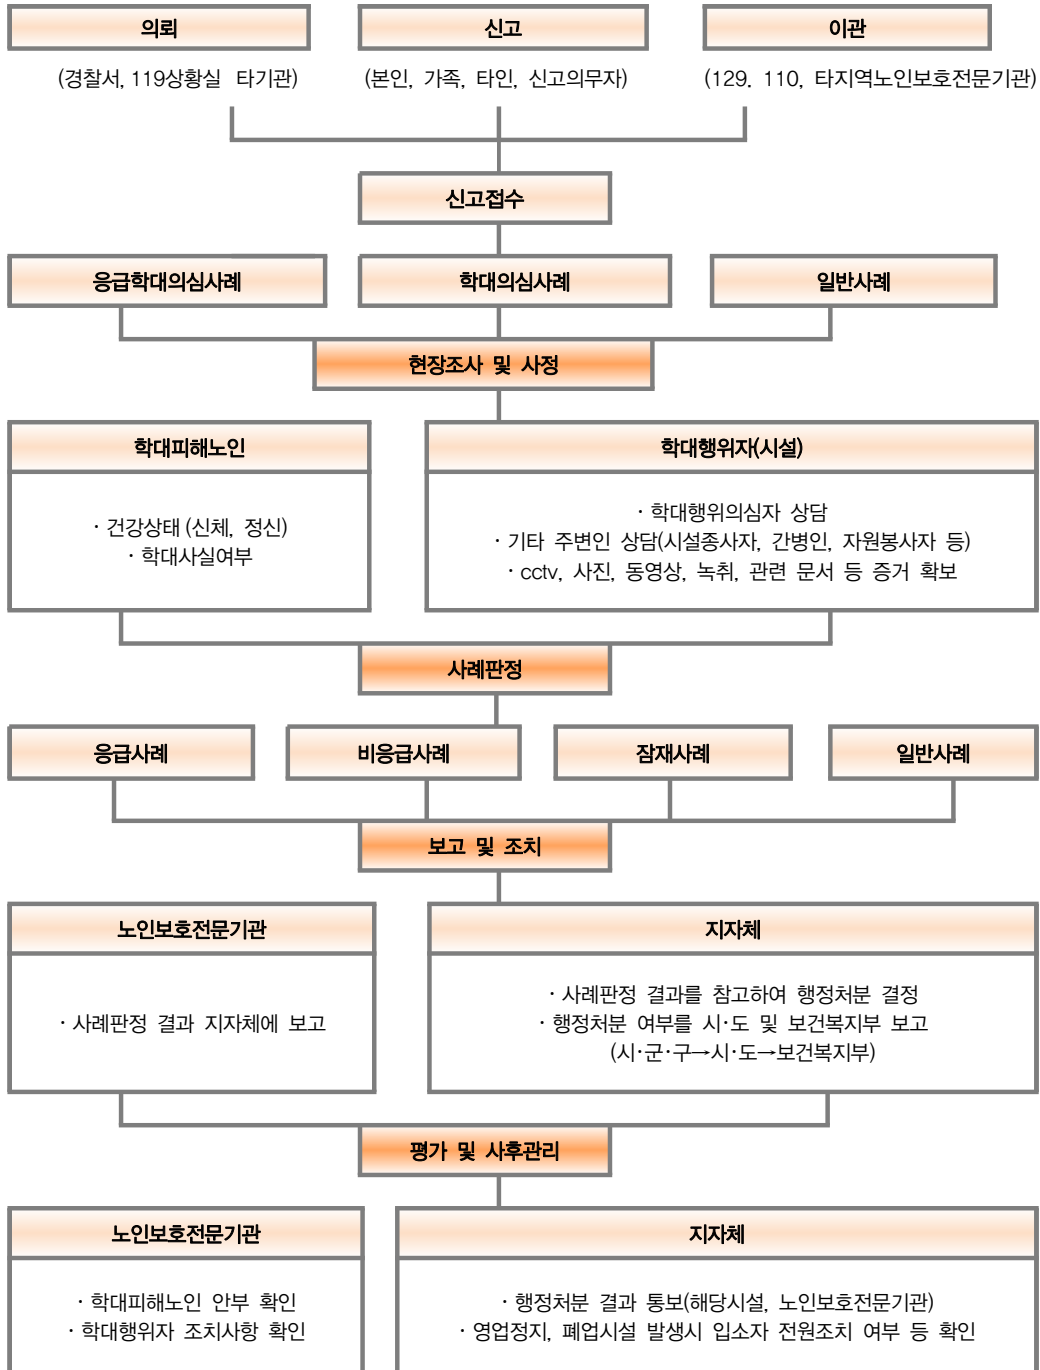 의뢰
신고
이관
(경찰서, 119상황실 타기관)
(본인, 가족, 타인, 신고의무자)
(129. 110, 타지역노인보호전문기관)
신고접수
응급학대의심사례
학대의심사례
일반사례
현장조사 및 사정
학대피해노인
· 건강상태 (신체, 정신)
· 학대사실여부
학대행위자(시설)
· 학대행위의심자 상담
· 기타 주변인 상담(시설종사자, 간병인, 자원봉사자 등)
· cctv, 사진, 동영상, 녹취, 관련 문서 등 증거 확보
사례판정
응급사례
비응급사례
잠재사례
일반사례
보고 및 조치
노인보호전문기관
· 사례판정 결과 지자체에 보고
지자체
· 사례판정 결과를 참고하여 행정처분 결정
· 행정처분 여부를 시·도 및 보건복지부 보고
(시·군·구→시·도→보건복지부)
평가 및 사후관리
노인보호전문기관
· 학대피해노인 안부 확인
· 학대행위자 조치사항 확인
지자체
· 행정처분 결과 통보(해당시설, 노인보호전문기관)
· 영업정지, 폐업시설 발생시 입소자 전원조치 여부 등 확인